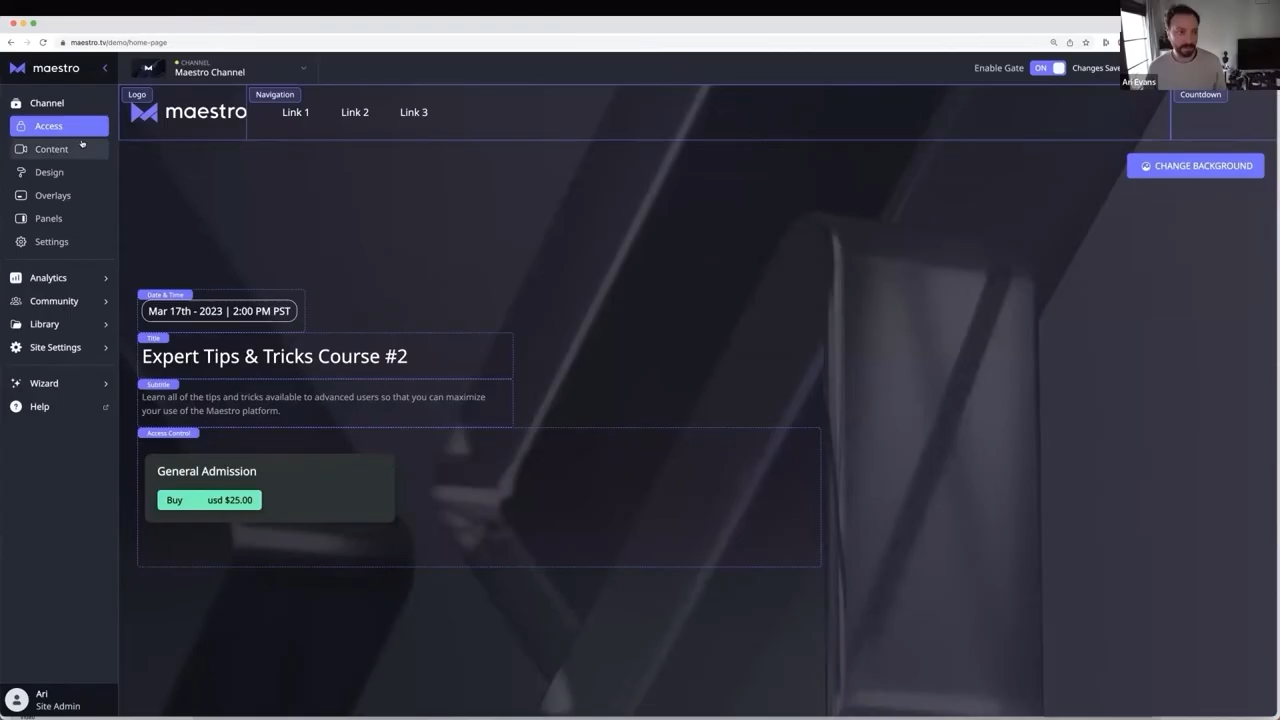 maestro.tv/demo/home-page
maestro
CHANNEL
Maestro Channel
Enable Gate
ON
Changes Save
Ari Evans
Channel
Access
Content
Design
Overlays
Panels
Settings
Analytics
Community
Library
Site Settings
Wizard
Help
Ari
Site Admin
Logo
maestro
Navigation
Link 1 Link 2 Link 3
Countdown
CHANGE BACKGROUND
Date & Time
Mar 17th - 2023 | 2:00 PM PST
Title
Expert Tips & Tricks Course #2
Subtitle
Learn all of the tips and tricks available to advanced users so that you can maximize
your use of the Maestro platform.
Access Control
General Admission
Buy usd $25.00